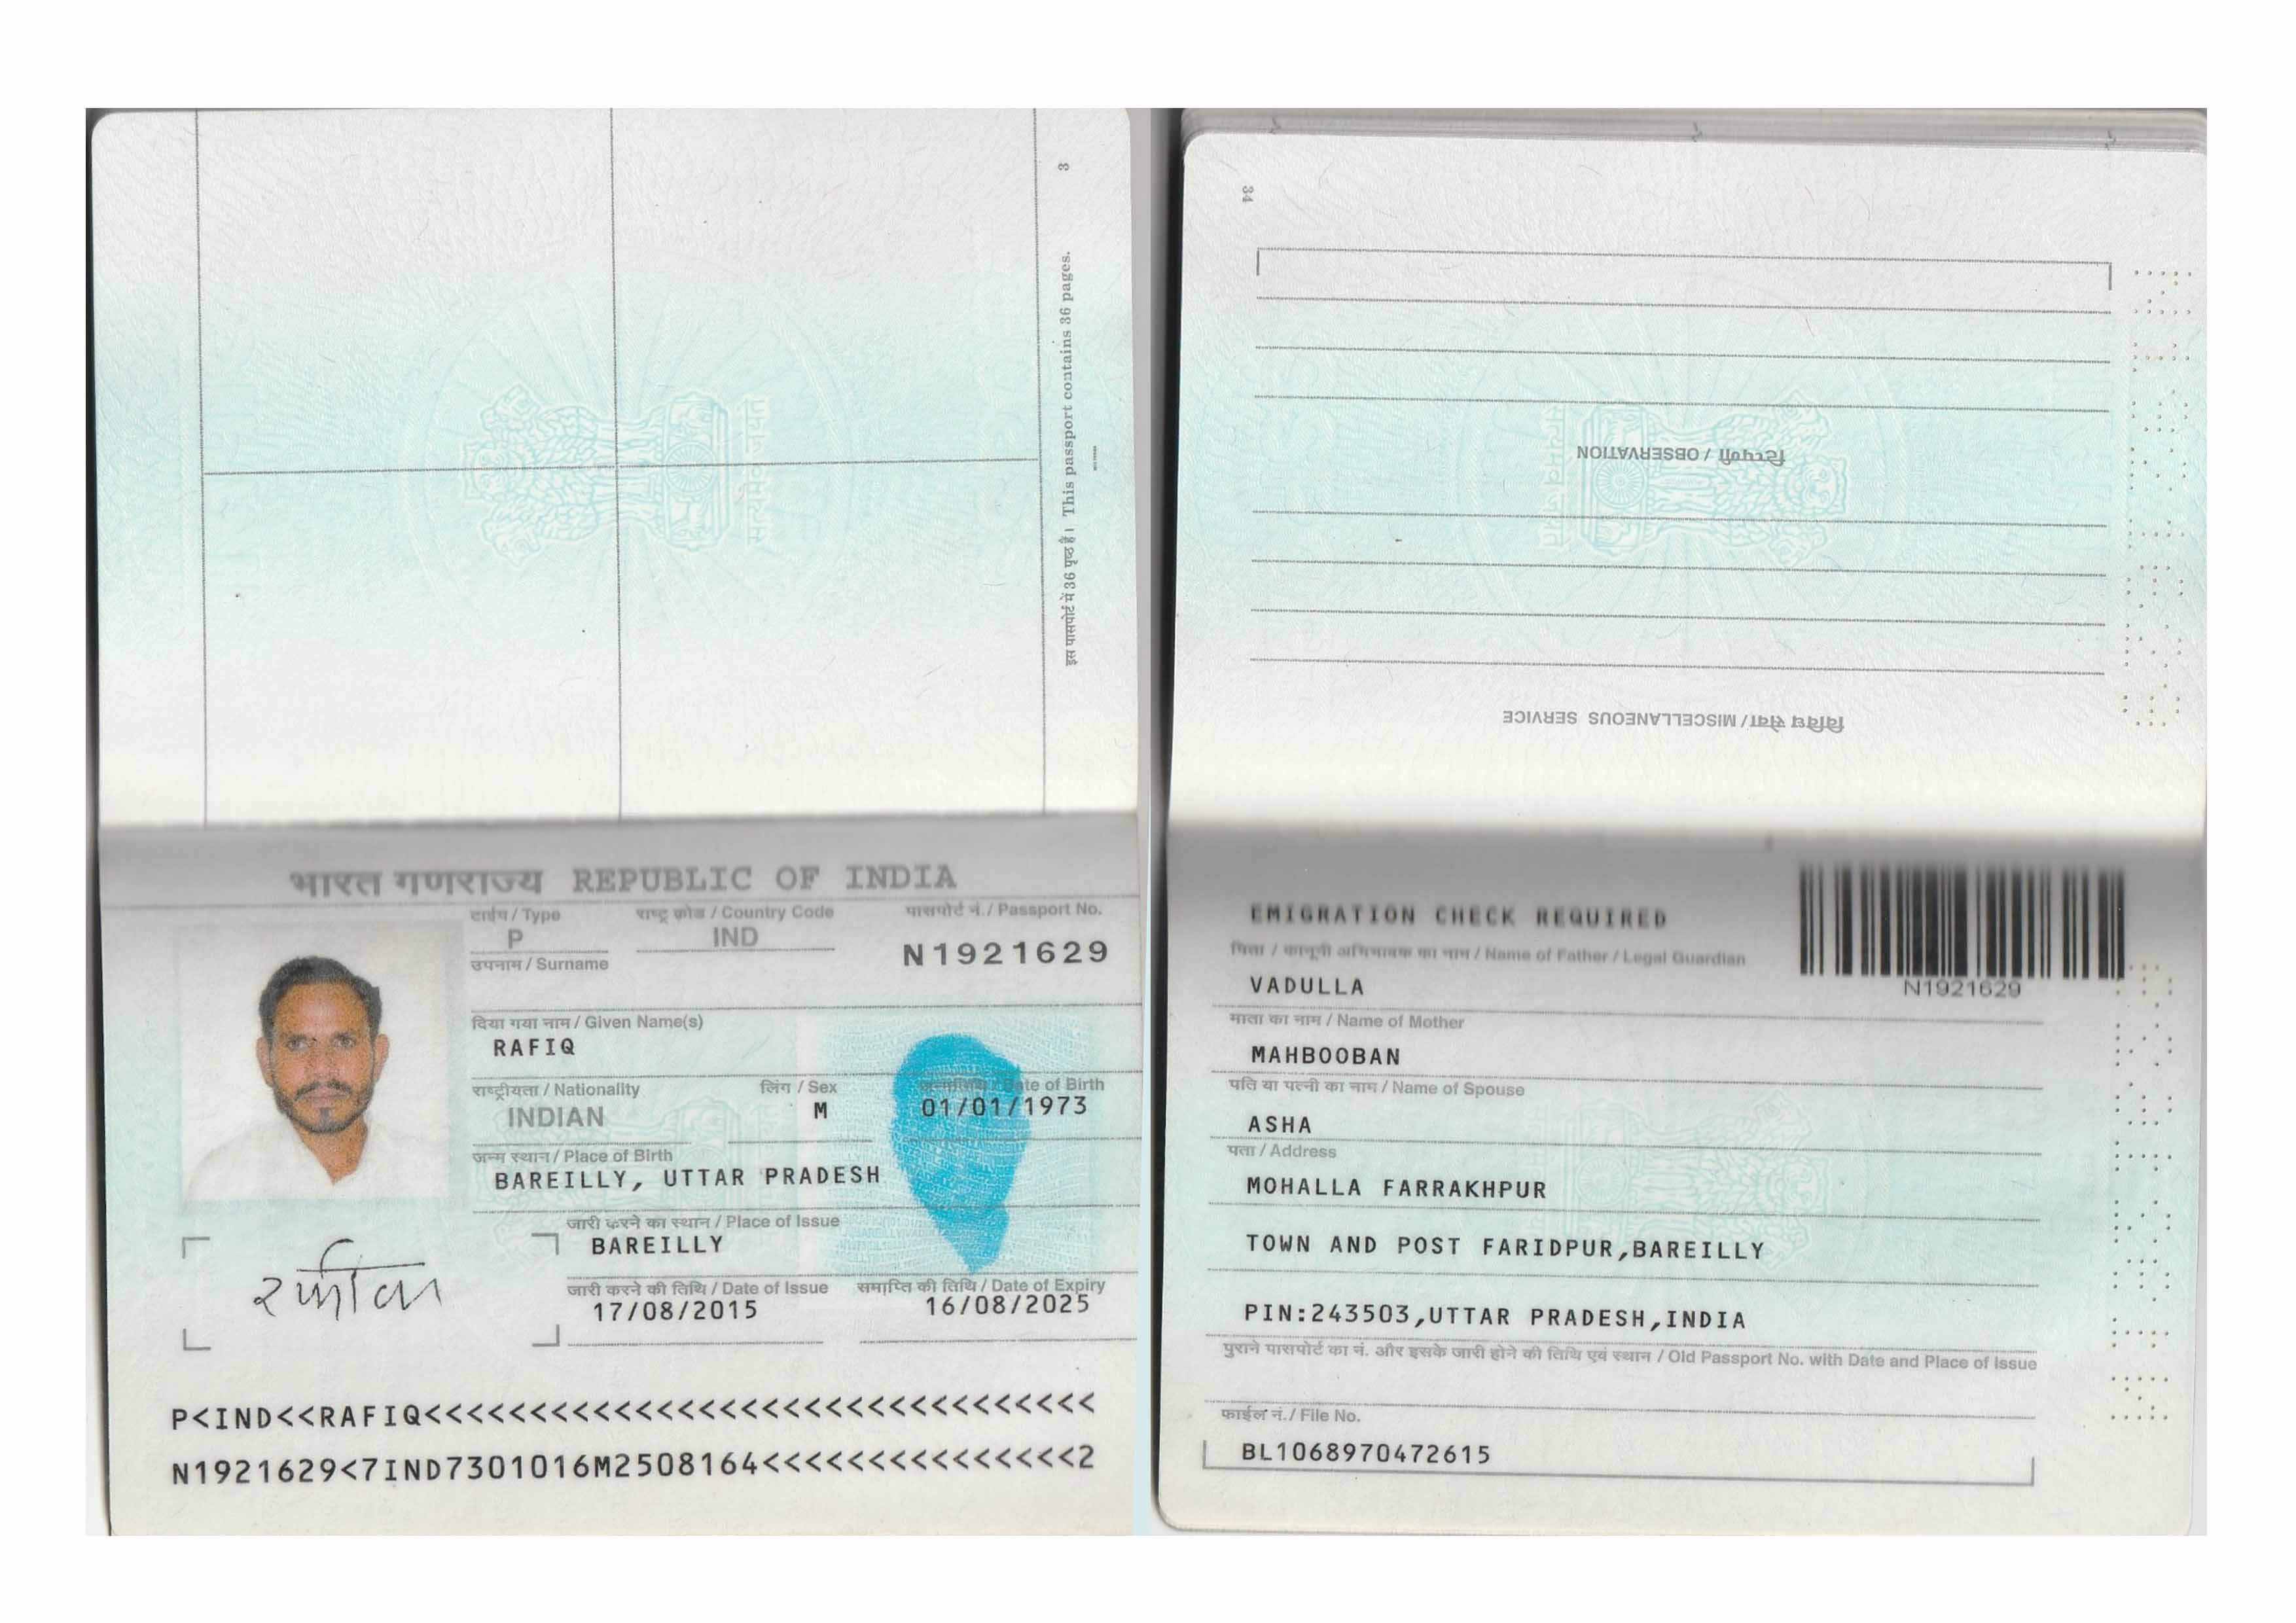 3
इस पासपोर्ट में 36 पृष्ठ है। This passport contains 36 pages.
भारत गणराज्य REPUBLIC OF INDIA
टाईप / Type
राष्ट्र कोड / Country Code
पासपोर्ट नं. / Passport No.
P
IND
N1921629
उपनाम / Surname
दिया गया नाम / Given Name(s)
RAFIQ
राष्ट्रीयता / Nationality
लिंग / Sex
जन्मतिथि / Date of Birth
INDIAN
M
01/01/1973
जन्म स्थान / Place of Birth
BAREILLY, UTTAR PRADESH
जारी करने का स्थान / Place of Issue
BAREILLY
जारी करने की तिथि / Date of Issue
समाप्ति की तिथि / Date of Expiry
17/08/2015
16/08/2025
रफीक
P<IND<<RAFIQ<<<<<<<<<<<<<<<<<<<<<<<<<<<<<<<<
N1921629<7IND7301016M2508164<<<<<<<<<<<<<<<2
34
टिप्पणी / OBSERVATION
विविध सेवा / MISCELLANEOUS SERVICE
EMIGRATION CHECK REQUIRED
पिता / कानूनी अभिभावक का नाम / Name of Father / Legal Guardian
N1921629
VADULLA
माता का नाम / Name of Mother
MAHBOOBAN
पति या पत्नी का नाम / Name of Spouse
ASHA
पता / Address
MOHALLA FARRAKHPUR
TOWN AND POST FARIDPUR,BAREILLY
PIN:243503,UTTAR PRADESH,INDIA
पुराने पासपोर्ट का नं. और इसके जारी होने की तिथि एवं स्थान / Old Passport No. with Date and Place of Issue
फाईल नं. / File No.
BL1068970472615